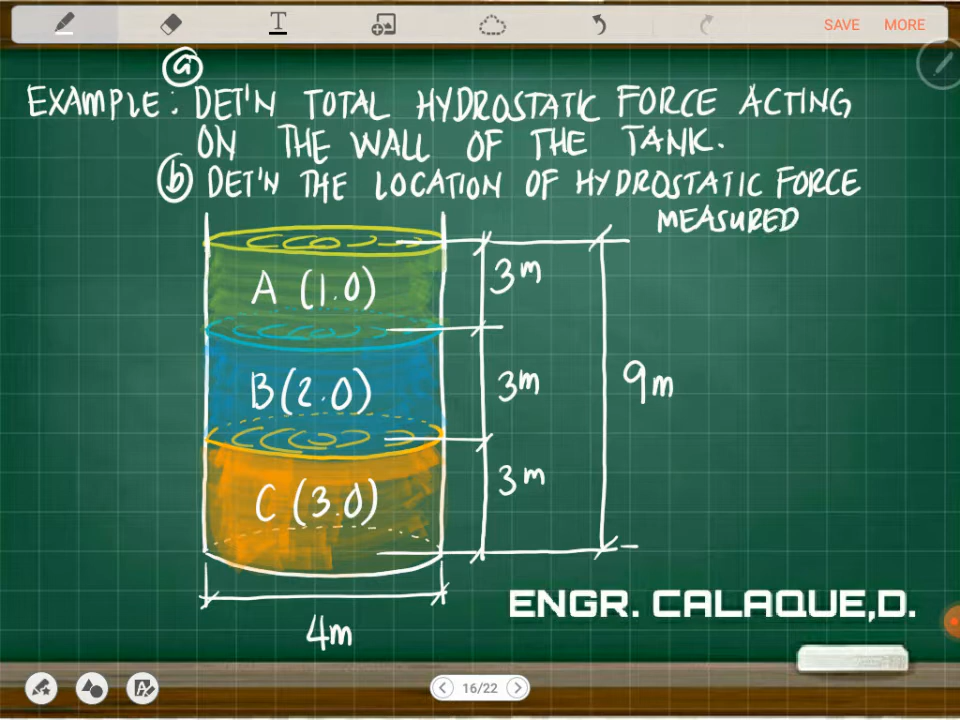 T
SAVE
MORE
a
EXAMPLE: DET'N TOTAL HYDROSTATIC FORCE ACTING
ON THE WALL OF THE TANK.
b DET'N THE LOCATION OF HYDROSTATIC FORCE
MEASURED
A (1.0)
3m
B (2.0)
3m
9m
C (3.0)
3m
ENGR. CALAQUE,D.
4m
A
16/22